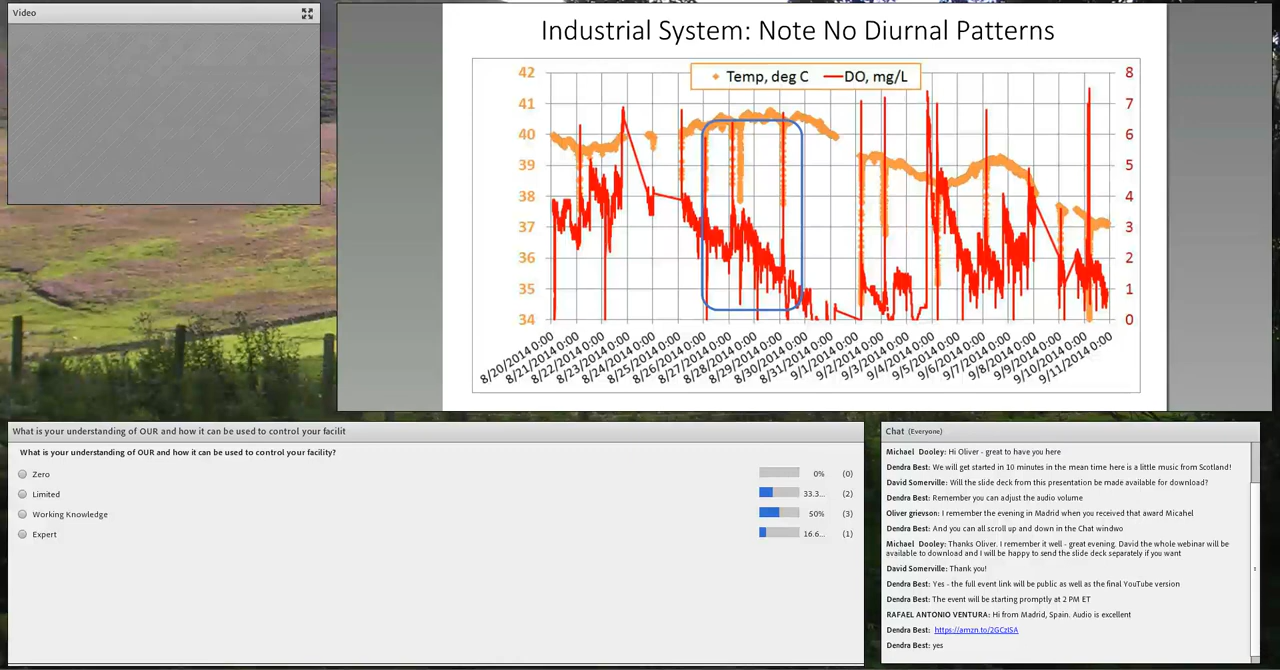 Video
Industrial System: Note No Diurnal Patterns
Temp, deg C
DO, mg/L
42
41
40
39
38
37
36
35
34
8
7
6
5
4
3
2
1
0
8/20/2014 0:00
8/21/2014 0:00
8/22/2014 0:00
8/23/2014 0:00
8/24/2014 0:00
8/25/2014 0:00
8/26/2014 0:00
8/27/2014 0:00
8/28/2014 0:00
8/29/2014 0:00
8/30/2014 0:00
8/31/2014 0:00
9/1/2014 0:00
9/2/2014 0:00
9/3/2014 0:00
9/4/2014 0:00
9/5/2014 0:00
9/6/2014 0:00
9/7/2014 0:00
9/8/2014 0:00
9/9/2014 0:00
9/10/2014 0:00
9/11/2014 0:00
What is your understanding of OUR and how it can be used to control your facilit
What is your understanding of OUR and how it can be used to control your facility?
Zero 0% (0)
Limited 33.3... (2)
Working Knowledge 50% (3)
Expert 16.6... (1)
Chat (Everyone)
Michael Dooley: Hi Oliver - great to have you here
Dendra Best: We will get started in 10 minutes in the mean time here is a little music from Scotland!
David Somerville: Will the slide deck from this presentation be made available for download?
Dendra Best: Remember you can adjust the audio volume
Oliver grievson: I remember the evening in Madrid when you received that award Micahel
Dendra Best: And you can all scroll up and down in the Chat windwo
Michael Dooley: Thanks Oliver. I remember it well - great evening. David the whole webinar will be
available to download and I will be happy to send the slide deck separately if you want
David Somerville: Thank you!
Dendra Best: Yes - the full event link will be public as well as the final YouTube version
Dendra Best: The event will be starting promptly at 2 PM ET
RAFAEL ANTONIO VENTURA: Hi from Madrid, Spain. Audio is excellent
Dendra Best: https://amzn.to/2GCzISA
Dendra Best: yes